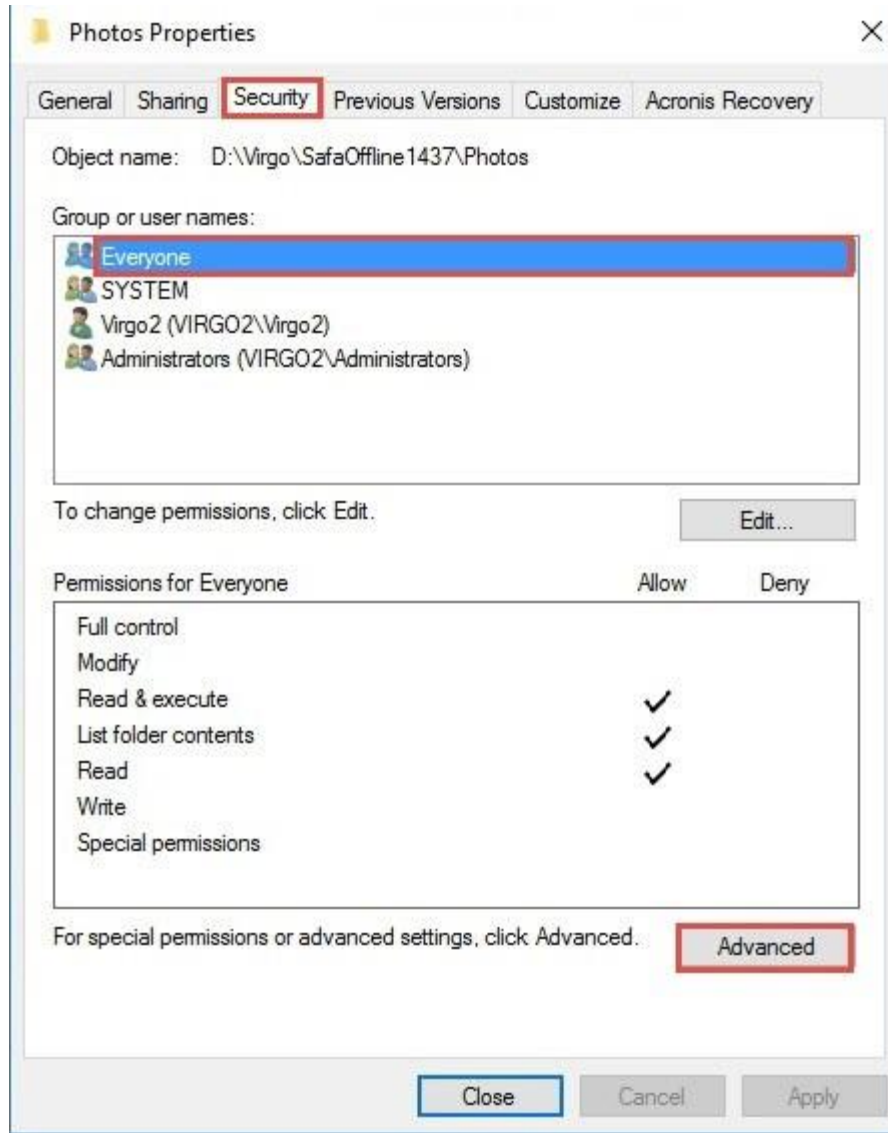 Photos Properties
General Sharing Security Previous Versions Customize Acronis Recovery
Object name: D:\Virgo\SafaOffline1437\Photos
Group or user names:
Everyone
SYSTEM
Virgo2 (VIRGO2\Virgo2)
Administrators (VIRGO2\Administrators)
To change permissions, click Edit.
Edit...
Permissions for Everyone Allow Deny
Full control
Modify
Read & execute
List folder contents
Read
Write
Special permissions
For special permissions or advanced settings, click Advanced.
Advanced
Close Cancel Apply